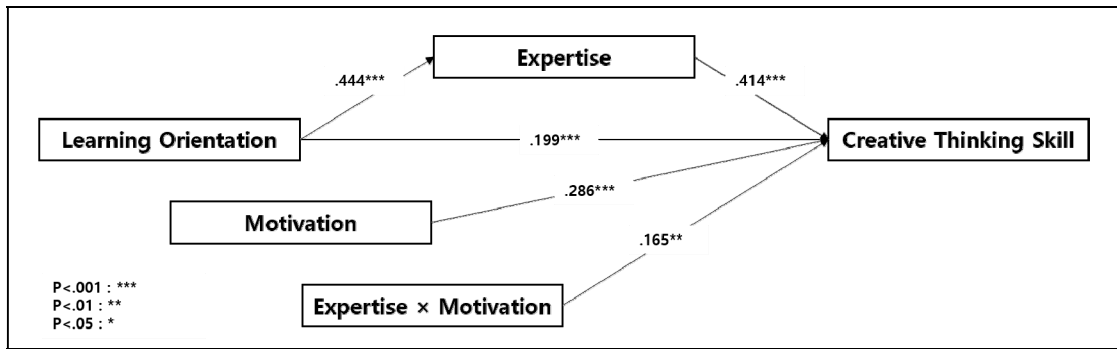 Expertise
.444***
.414***
Learning Orientation
.199***
Creative Thinking Skill
.286***
Motivation
.165**
P<.001 : ***
P<.01 : **
P<.05 : *
Expertise × Motivation